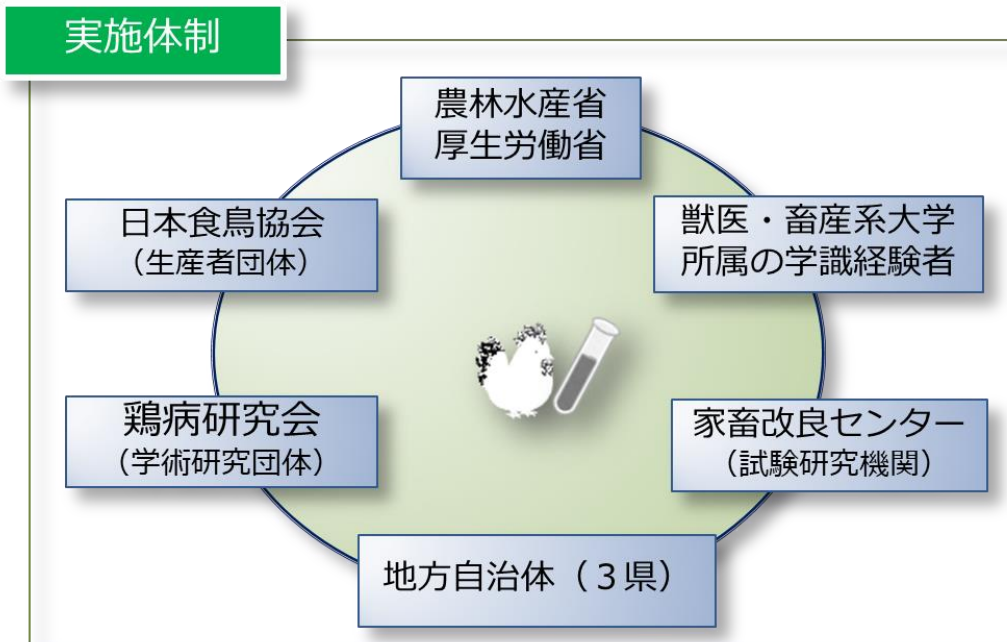 実施体制
農林水産省
厚生労働省
日本食鳥協会
（生産者団体）
獣医・畜産系大学
所属の学識経験者
鶏病研究会
（学術研究団体）
家畜改良センター
（試験研究機関）
地方自治体（３県）